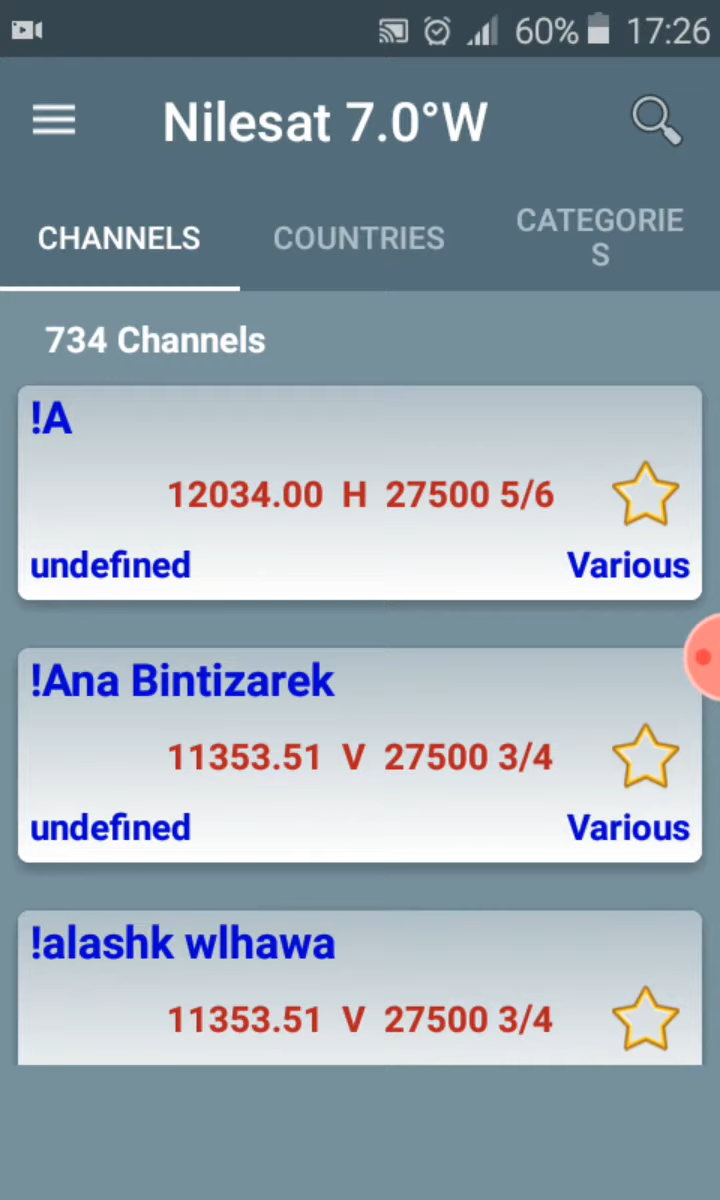 60% 17:26
Nilesat 7.0°W
CHANNELS COUNTRIES CATEGORIE
S
734 Channels
!A
12034.00 H 27500 5/6
undefined Various
!Ana Bintizarek
11353.51 V 27500 3/4
undefined Various
!alashk wlhawa
11353.51 V 27500 3/4